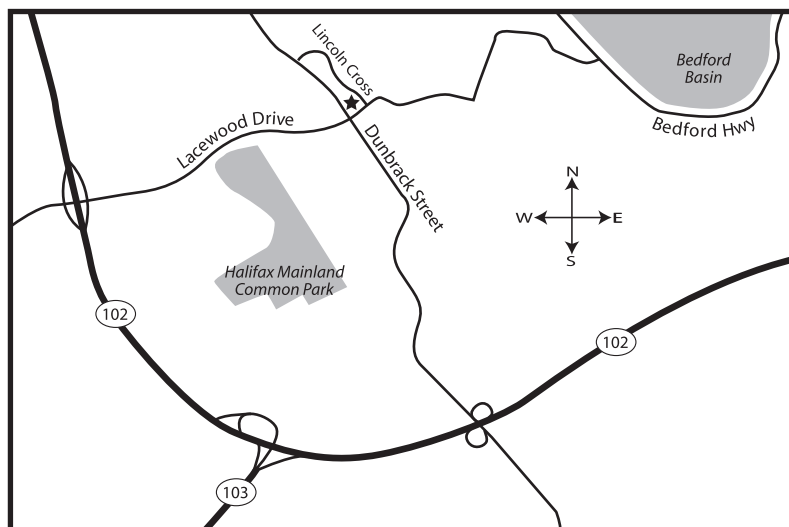 Lincoln Cross
Bedford
Basin
Lacewood Drive
Bedford Hwy
Dunbrack Street
N
W
E
S
Halifax Mainland
Common Park
102
102
103